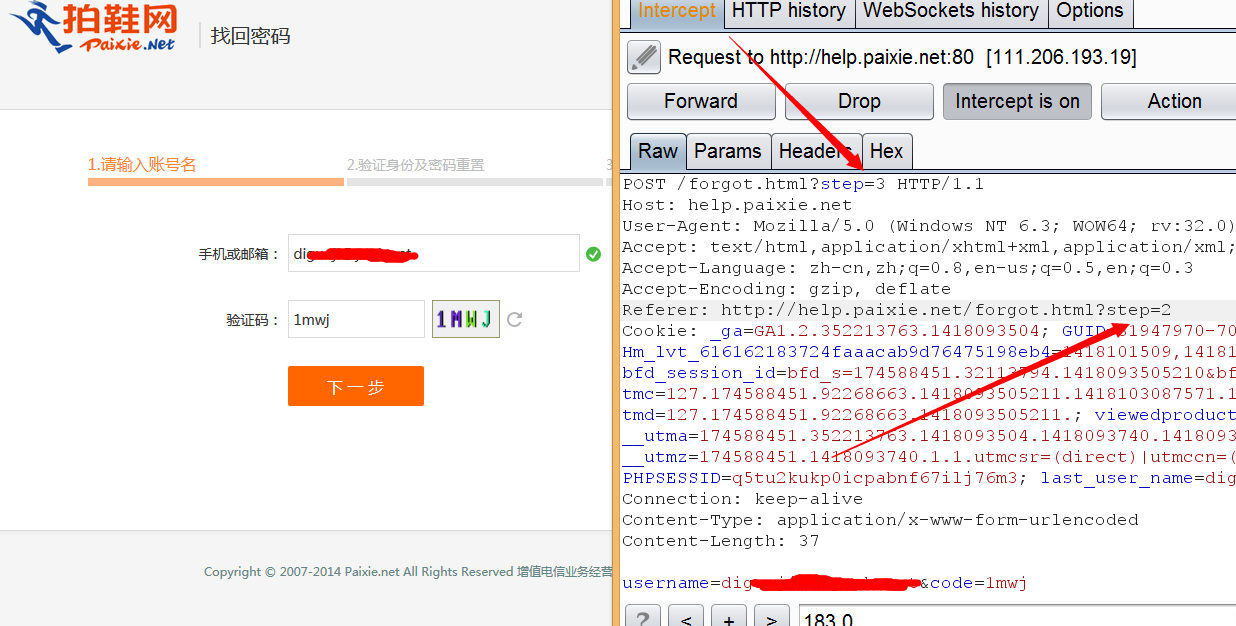 拍鞋网
Paixie.Net
找回密码
1.请输入账号名
2.验证身份及密码重置
3
手机或邮箱：
验证码：
1mwj
1MWJ
下一步
Copyright © 2007-2014 Paixie.net All Rights Reserved 增值电信业务经营
Intercept HTTP history WebSockets history Options
Request to http://help.paixie.net:80 [111.206.193.19]
Forward Drop Intercept is on Action
Raw Params Headers Hex
POST /forgot.html?step=3 HTTP/1.1
Host: help.paixie.net
User-Agent: Mozilla/5.0 (Windows NT 6.3; WOW64; rv:32.0)
Accept: text/html,application/xhtml+xml,application/xml;
Accept-Language: zh-cn,zh;q=0.8,en-us;q=0.5,en;q=0.3
Accept-Encoding: gzip, deflate
Referer: http://help.paixie.net/forgot.html?step=2
Cookie: _ga=GA1.2.352213763.1418093504; GUID=31947970-70
Hm_lvt_616162183724faaacab9d76475198eb4=1418101509,14181
bfd_session_id=bfd_s=174588451.32113794.1418093505210&bf
tmc=127.174588451.92268663.1418093505211.1418103087571.1
tmd=127.174588451.92268663.1418093505211.; viewedproduct
__utma=174588451.352213763.1418093504.1418093740.1418093
__utmz=174588451.1418093740.1.1.utmcsr=(direct)|utmccn=(
PHPSESSID=q5tu2kukp0icpabnf67ilj76m3; last_user_name=dig
Connection: keep-alive
Content-Type: application/x-www-form-urlencoded
Content-Length: 37
username=dig &code=1mwj
? < + > 183.0